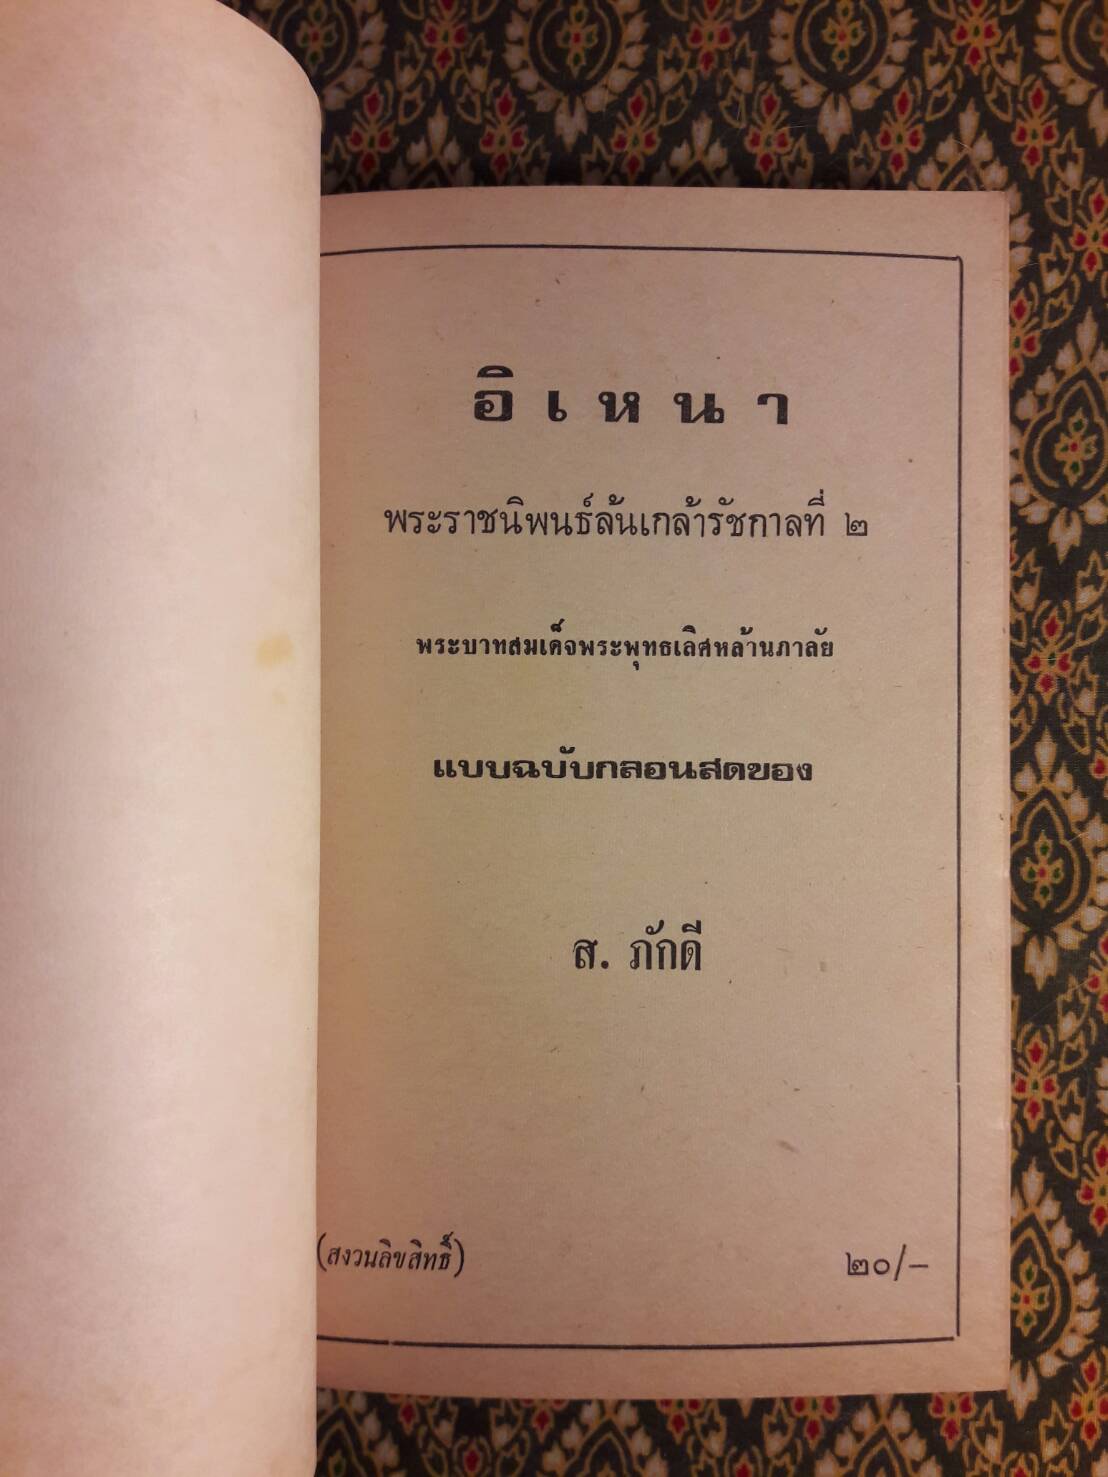 อิเหนา
พระราชนิพนธ์ล้นเกล้ารัชกาลที่ ๒
พระบาทสมเด็จพระพุทธเลิศหล้านภาลัย
แบบฉบับกลอนสดของ
ส. ภักดี
(สงวนลิขสิทธิ์) ๒๐/–